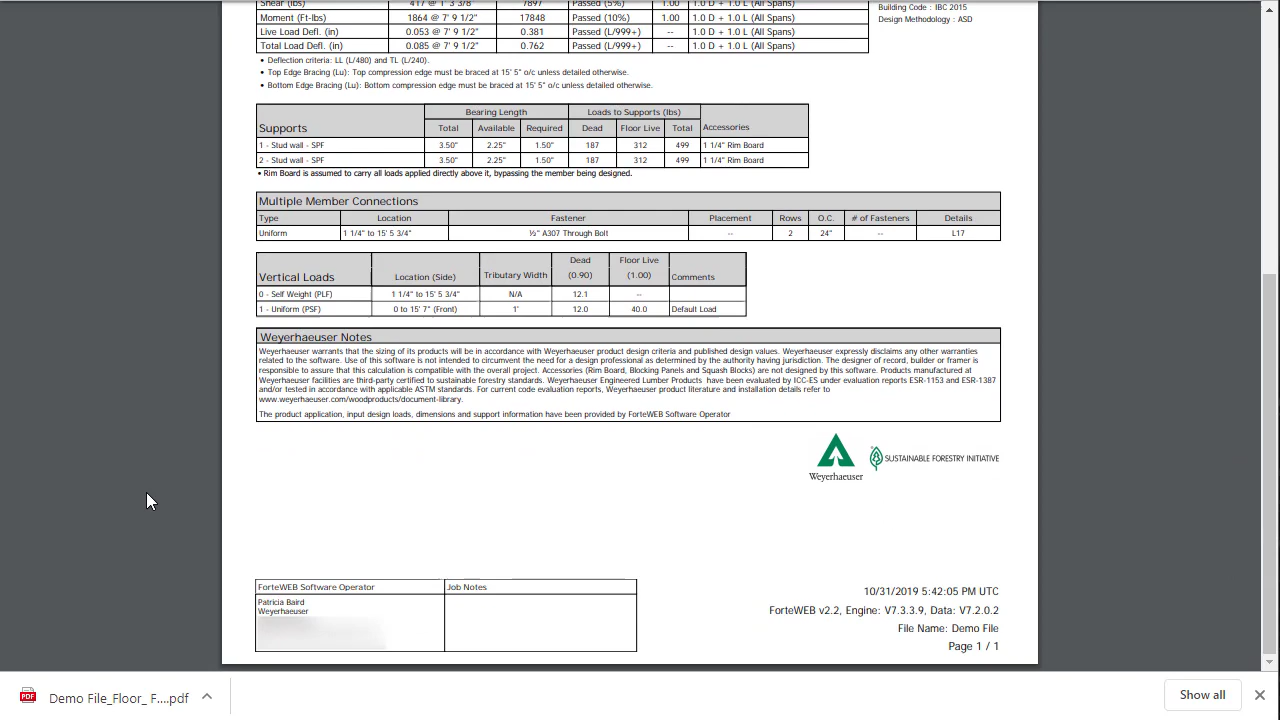 Shear (lbs) 417 @ 1' 3 3/8" 7897 Passed (5%) 1.00 1.0 D + 1.0 L (All Spans)
Building Code : IBC 2015
Moment (Ft-lbs) 1864 @ 7' 9 1/2" 17848 Passed (10%) 1.00 1.0 D + 1.0 L (All Spans)
Design Methodology : ASD
Live Load Defl. (in) 0.053 @ 7' 9 1/2" 0.381 Passed (L/999+) -- 1.0 D + 1.0 L (All Spans)
Total Load Defl. (in) 0.085 @ 7' 9 1/2" 0.762 Passed (L/999+) -- 1.0 D + 1.0 L (All Spans)
• Deflection criteria: LL (L/480) and TL (L/240).
• Top Edge Bracing (Lu): Top compression edge must be braced at 15' 5" o/c unless detailed otherwise.
• Bottom Edge Bracing (Lu): Bottom compression edge must be braced at 15' 5" o/c unless detailed otherwise.
Bearing Length Loads to Supports (lbs)
Supports Total Available Required Dead Floor Live Total Accessories
1 - Stud wall - SPF 3.50" 2.25" 1.50" 187 312 499 1 1/4" Rim Board
2 - Stud wall - SPF 3.50" 2.25" 1.50" 187 312 499 1 1/4" Rim Board
• Rim Board is assumed to carry all loads applied directly above it, bypassing the member being designed.
Multiple Member Connections
Type Location Fastener Placement Rows O.C. # of Fasteners Details
Uniform 1 1/4" to 15' 5 3/4" ½" A307 Through Bolt -- 2 24" -- L17
Dead Floor Live
Vertical Loads Location (Side) Tributary Width (0.90) (1.00) Comments
0 - Self Weight (PLF) 1 1/4" to 15' 5 3/4" N/A 12.1 --
1 - Uniform (PSF) 0 to 15' 7" (Front) 1' 12.0 40.0 Default Load
Weyerhaeuser Notes
Weyerhaeuser warrants that the sizing of its products will be in accordance with Weyerhaeuser product design criteria and published design values. Weyerhaeuser expressly disclaims any other warranties
related to the software. Use of this software is not intended to circumvent the need for a design professional as determined by the authority having jurisdiction. The designer of record, builder or framer is
responsible to assure that this calculation is compatible with the overall project. Accessories (Rim Board, Blocking Panels and Squash Blocks) are not designed by this software. Products manufactured at
Weyerhaeuser facilities are third-party certified to sustainable forestry standards. Weyerhaeuser Engineered Lumber Products have been evaluated by ICC-ES under evaluation reports ESR-1153 and ESR-1387
and/or tested in accordance with applicable ASTM standards. For current code evaluation reports, Weyerhaeuser product literature and installation details refer to
www.weyerhaeuser.com/woodproducts/document-library.
The product application, input design loads, dimensions and support information have been provided by ForteWEB Software Operator
Weyerhaeuser
SUSTAINABLE FORESTRY INITIATIVE
ForteWEB Software Operator
Job Notes
Patricia Baird
Weyerhaeuser
10/31/2019 5:42:05 PM UTC
ForteWEB v2.2, Engine: V7.3.3.9, Data: V7.2.0.2
File Name: Demo File
Page 1 / 1
PDF
Demo File_Floor_ F....pdf
Show all